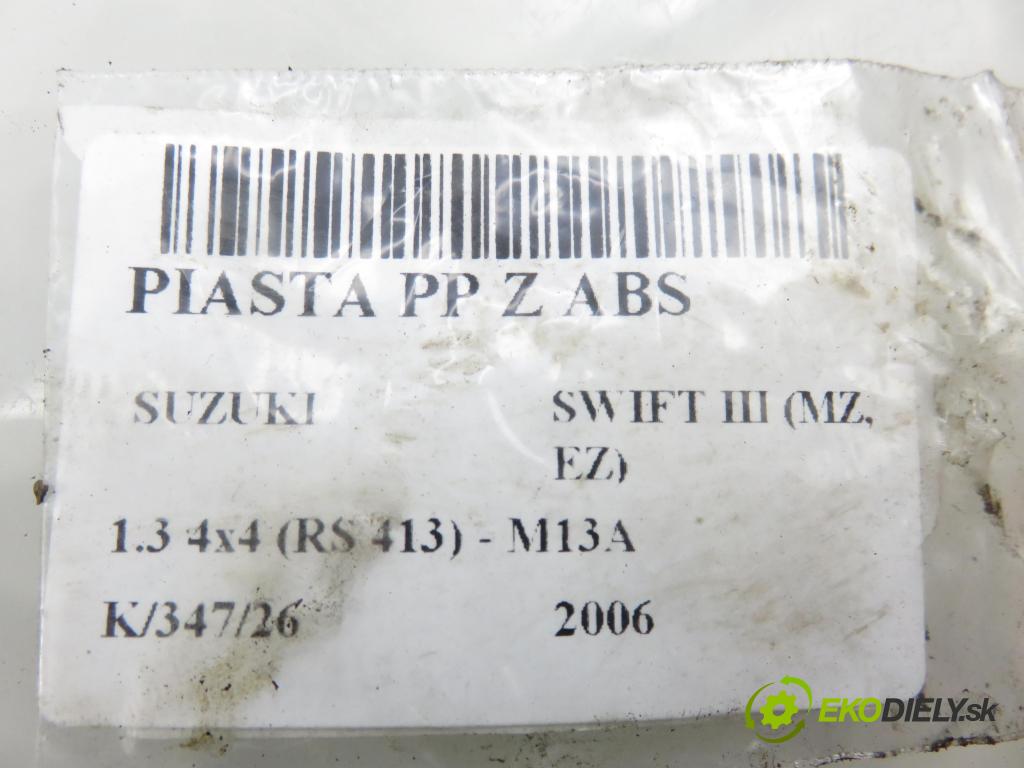 PIASTA PP Z ABS
SUZUKI
SWIFT III (MZ,
EZ)
1.3 4x4 (RS 413) - M13A
K/347/26
2006
EKODIELY.sk